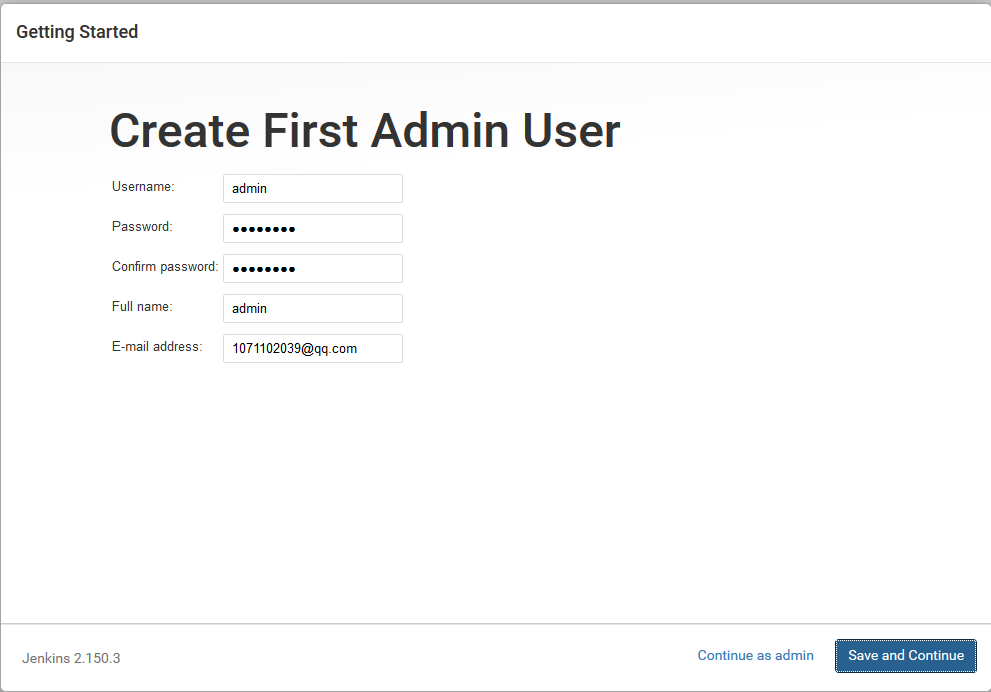 Getting Started
Create First Admin User
Username: admin
Password: ••••••••
Confirm password: ••••••••
Full name: admin
E-mail address: 1071102039@qq.com
Jenkins 2.150.3 Continue as admin Save and Continue